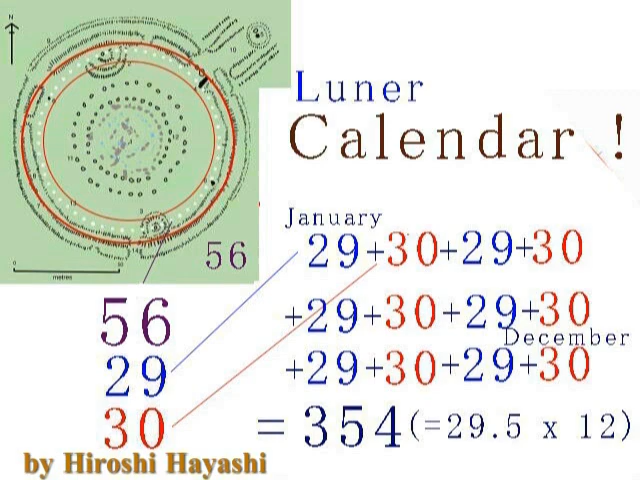 N
Luner
Calendar !
January
29+30+29+30
56
metres
+29+30+29+30
56
December
29
+29+30+29+30
30
= 354(=29.5 x 12)
by Hiroshi Hayashi